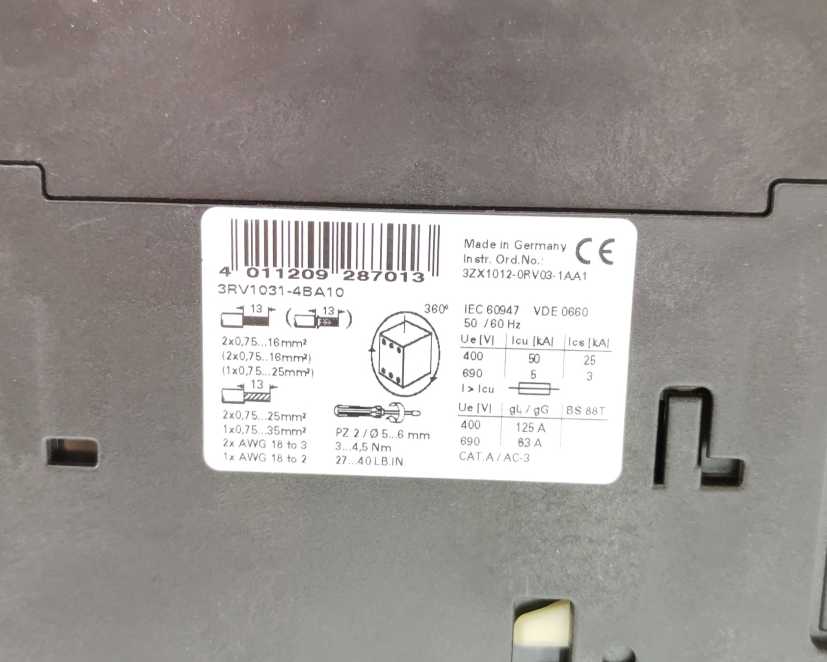 4 011209 287013
3RV1031-4BA10
Made in Germany CE
Instr. Ord.No.:
3ZX1012-0RV03-1AA1
13 ( 13 )
2x0,75...16mm²
(2x0,75...16mm²)
(1x0,75...25mm²)
13
2x0,75...25mm²
1x0,75...35mm²
2x AWG 18 to 3
1x AWG 18 to 2
360°
PZ 2 / Ø 5...6 mm
3...4,5 Nm
27...40 LB.IN
IEC 60947 VDE 0660
50 /60 Hz
Ue [V] Icu [kA] Ics [kA]
400 50 25
690 5 3
I > Icu
Ue [V] gL / gG BS 88T
400 125 A
690 63 A
CAT.A / AC-3